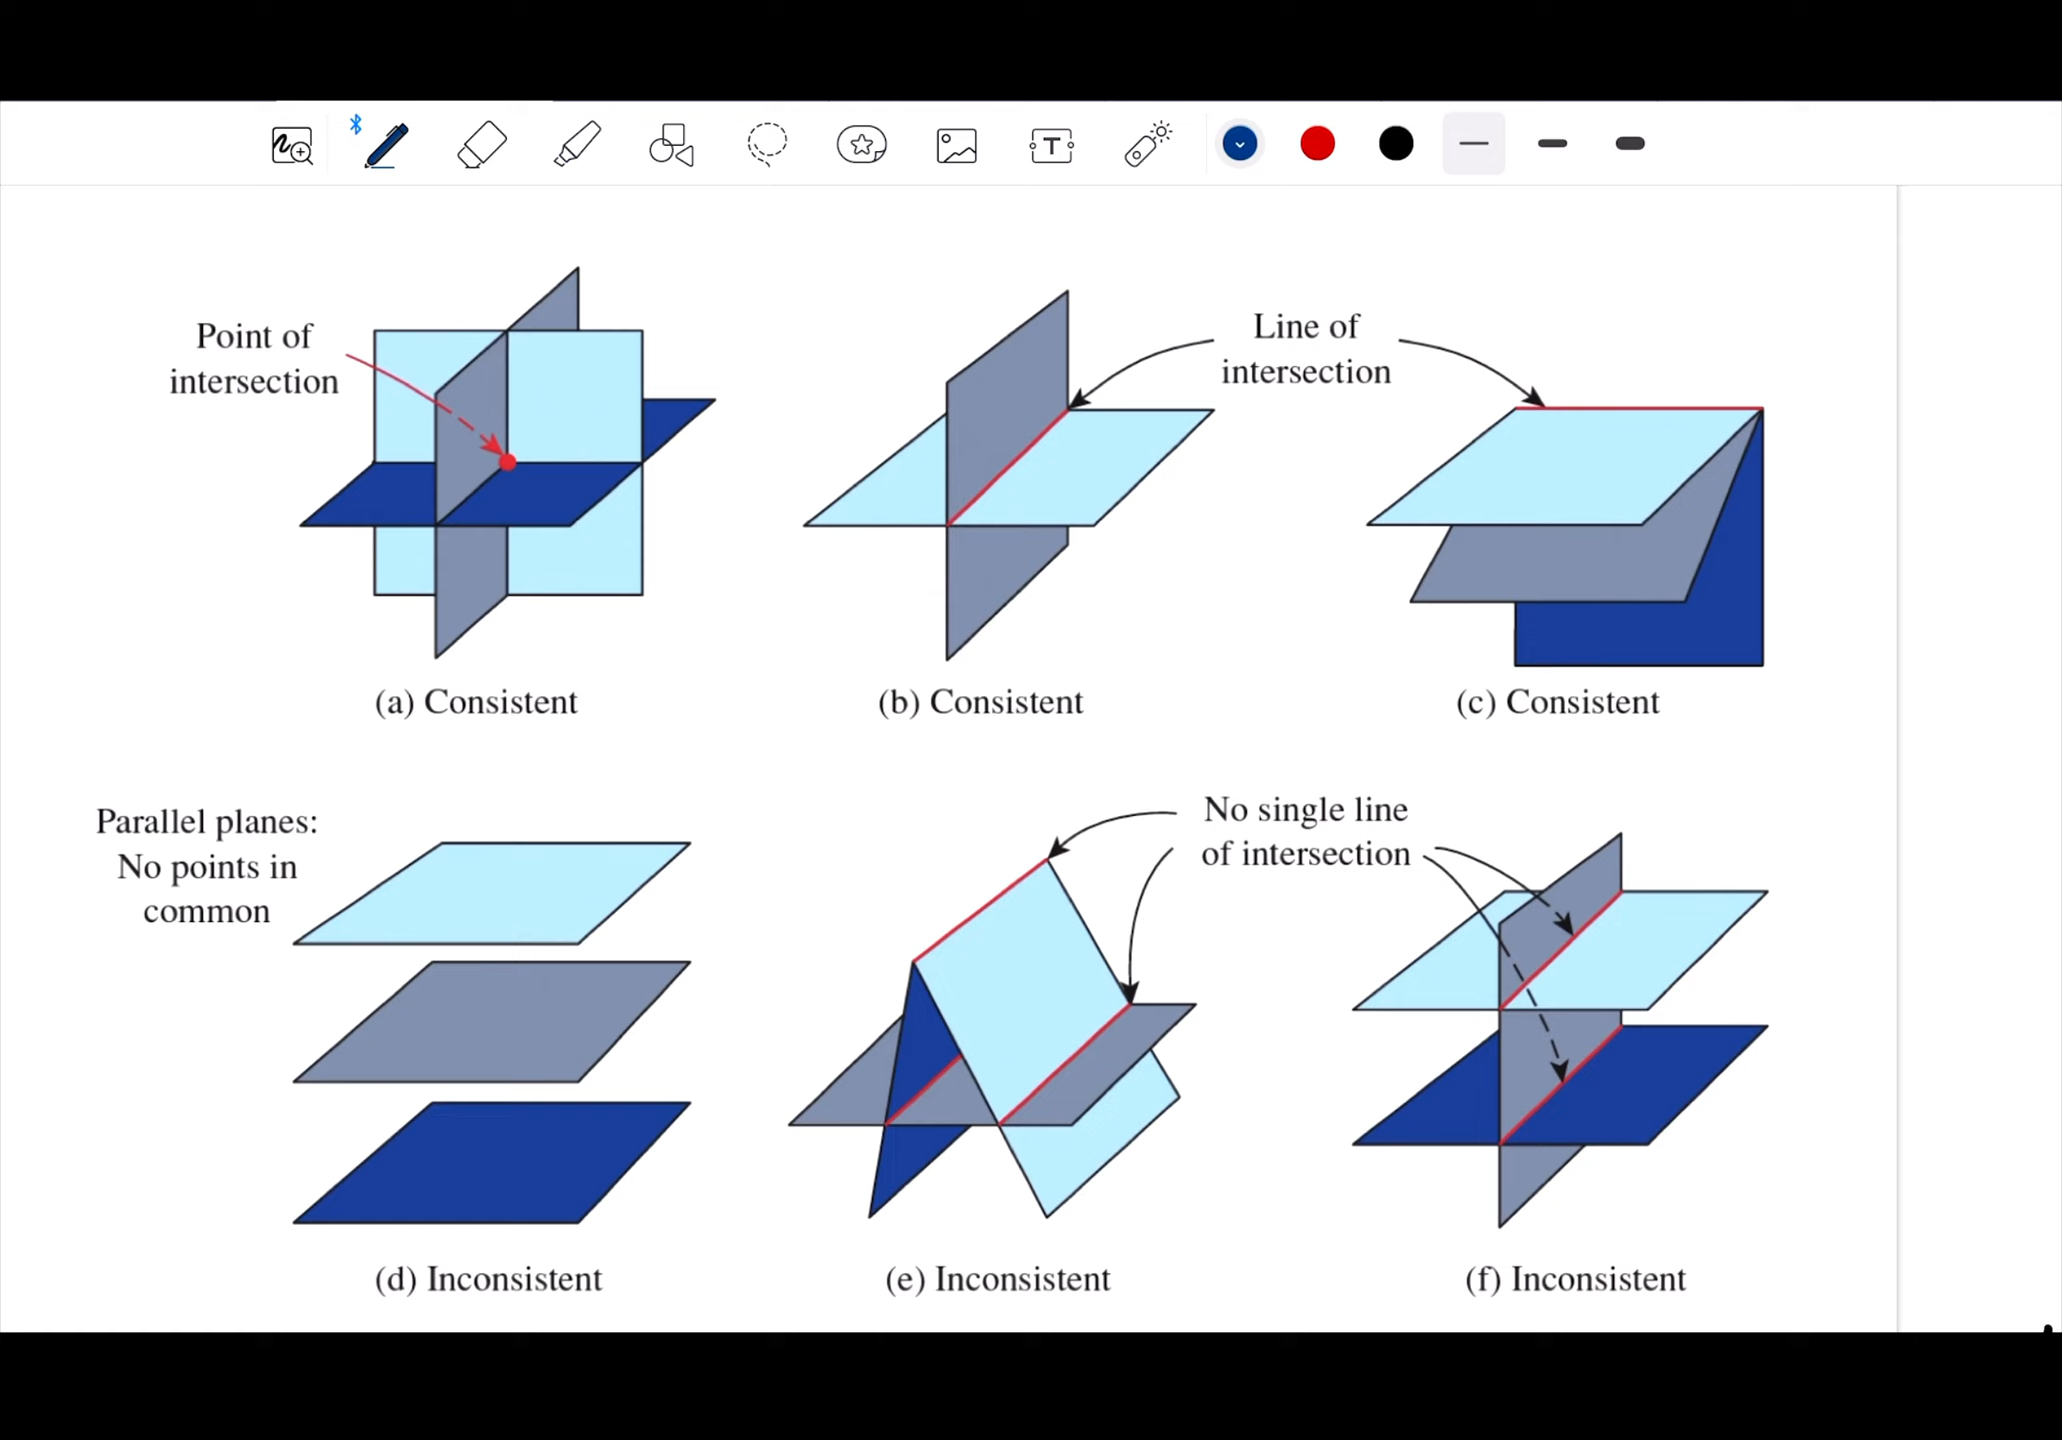 T
Point of
intersection
Line of
intersection
(a) Consistent
(b) Consistent
(c) Consistent
Parallel planes:
No points in
common
No single line
of intersection
(d) Inconsistent
(e) Inconsistent
(f) Inconsistent